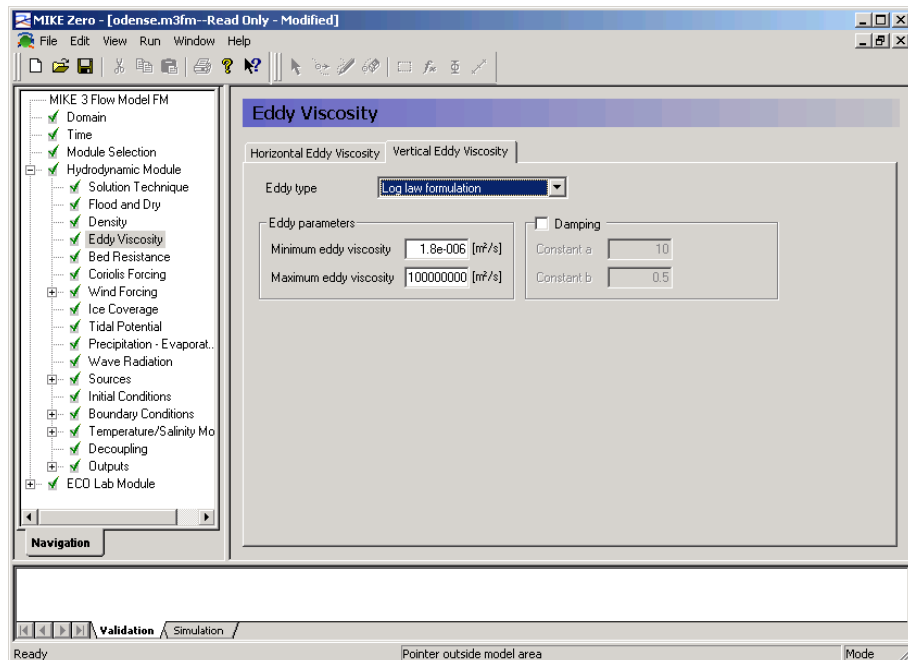 MIKE Zero - [odense.m3fm--Read Only - Modified]
File Edit View Run Window Help
MIKE 3 Flow Model FM
Domain
Time
Module Selection
Hydrodynamic Module
Solution Technique
Flood and Dry
Density
Eddy Viscosity
Bed Resistance
Coriolis Forcing
Wind Forcing
Ice Coverage
Tidal Potential
Precipitation - Evaporat..
Wave Radiation
Sources
Initial Conditions
Boundary Conditions
Temperature/Salinity Mo
Decoupling
Outputs
ECO Lab Module
Navigation
Eddy Viscosity
Horizontal Eddy Viscosity Vertical Eddy Viscosity
Eddy type Log law formulation
Eddy parameters
Minimum eddy viscosity 1.8e-006 [m²/s]
Maximum eddy viscosity 100000000 [m²/s]
Damping
Constant a 10
Constant b 0.5
Validation Simulation
Ready Pointer outside model area Mode